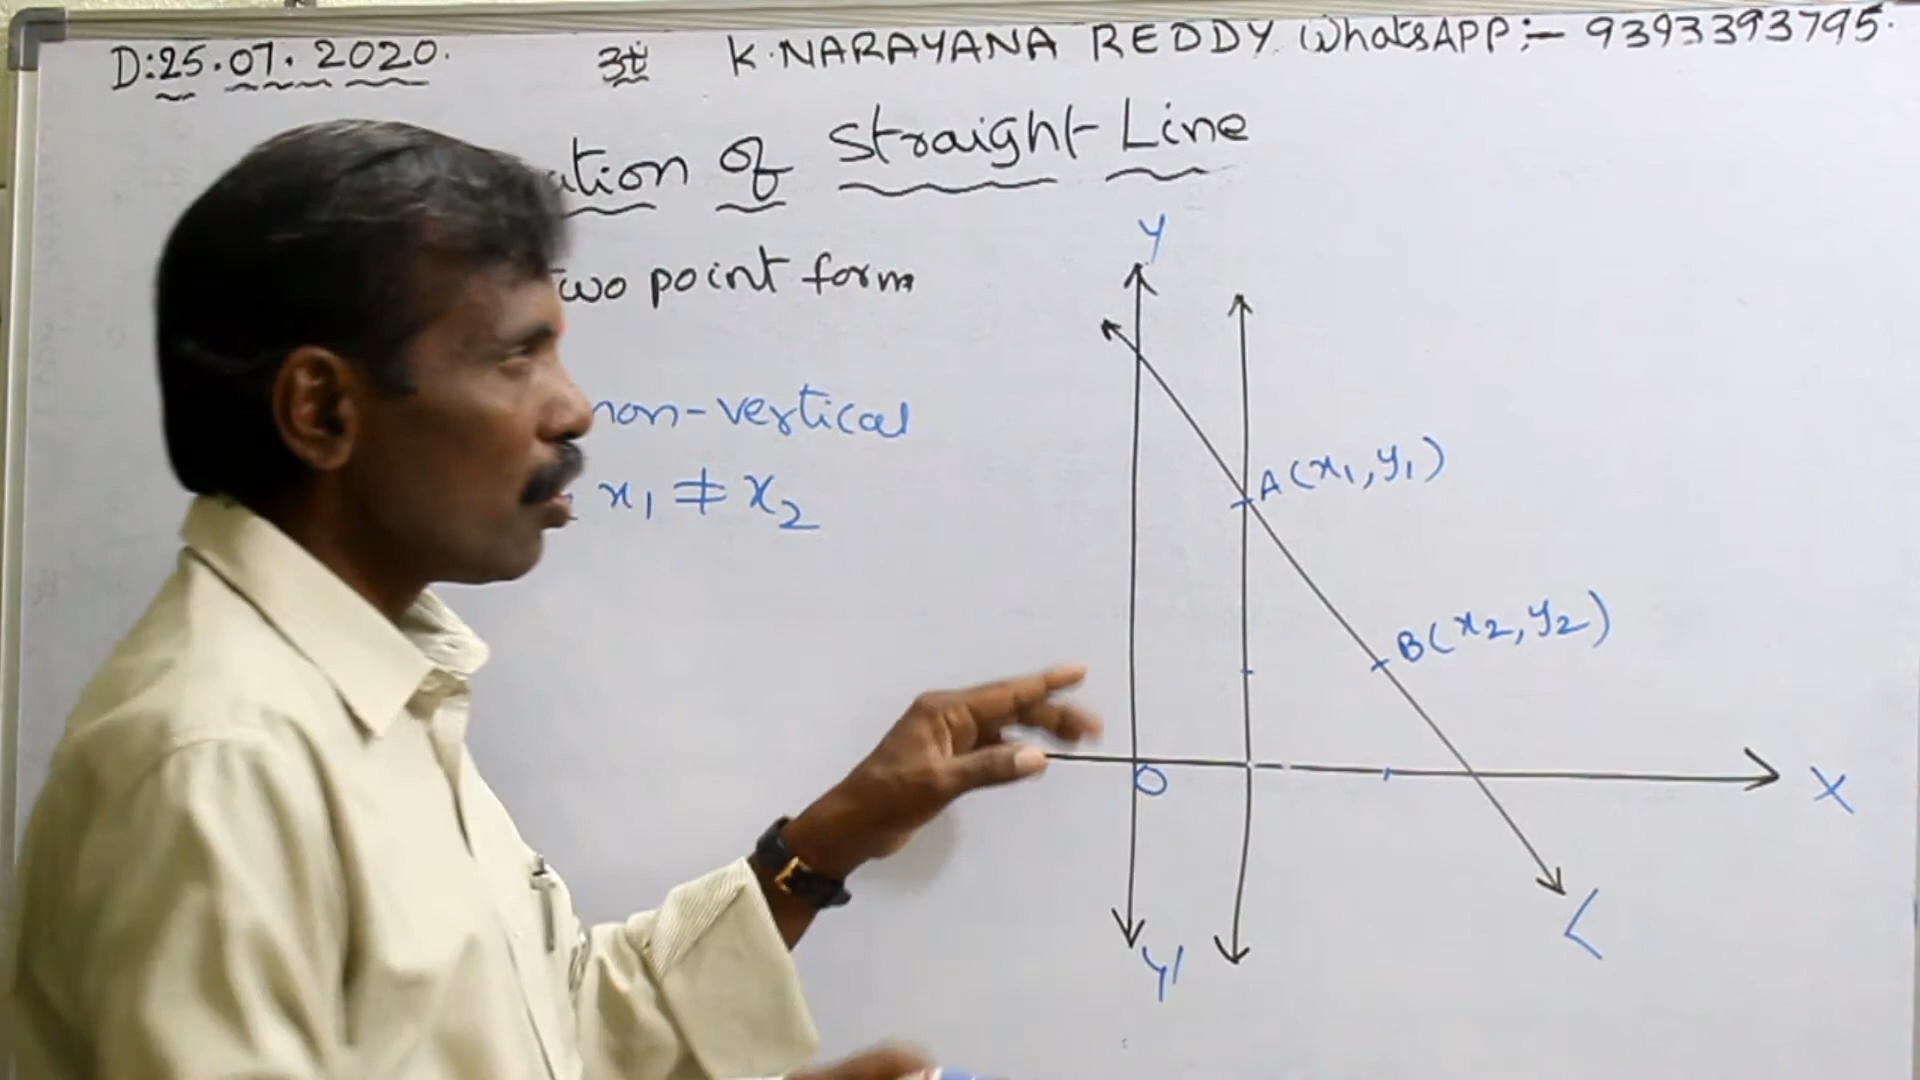 D:25.07.2020. 3t K.NARAYANA REDDY WhatsAPP:- 9393393795.
ation of Straight Line
two point form
non-vertical
x₁ ≠ x₂
Y
A(x₁,y₁)
B(x₂,y₂)
O
X
Y'